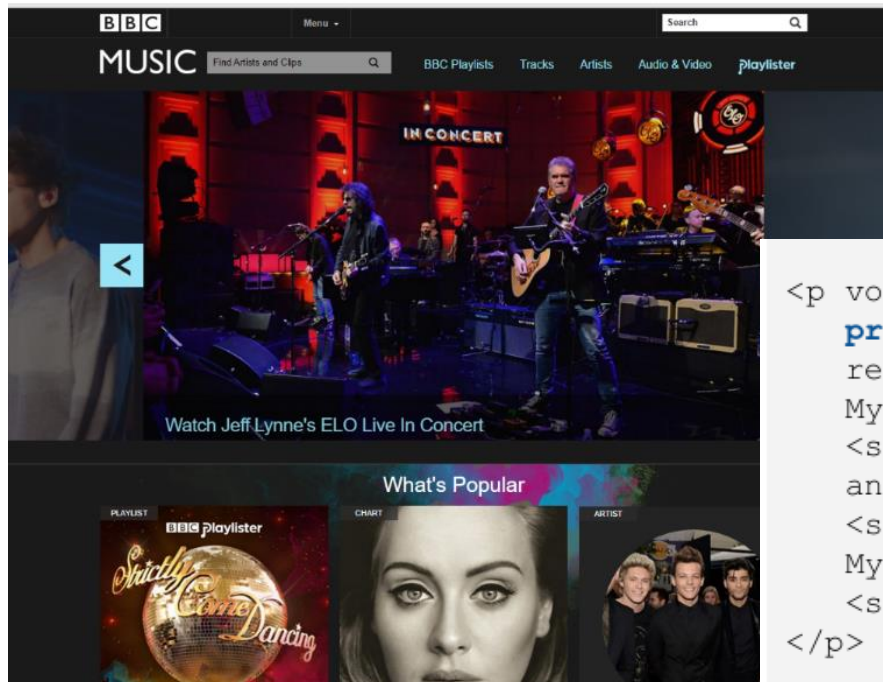 BBC Menu Search
MUSIC Find Artists and Clips BBC Playlists Tracks Artists Audio & Video playlister
IN CONCERT
elo
<
Watch Jeff Lynne's ELO Live In Concert
What's Popular
PLAYLIST CHART ARTIST
BBC playlister
Strictly
Come
Dancing
<p vo
pr
re
My
<s
an
<s
My
<s
</p>